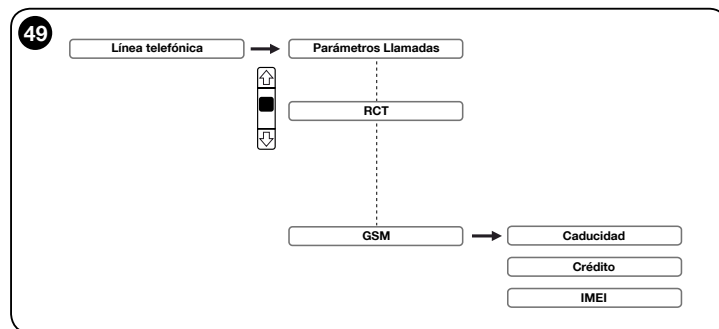 49
Línea telefónica
Parámetros Llamadas
RCT
GSM
Caducidad
Crédito
IMEI